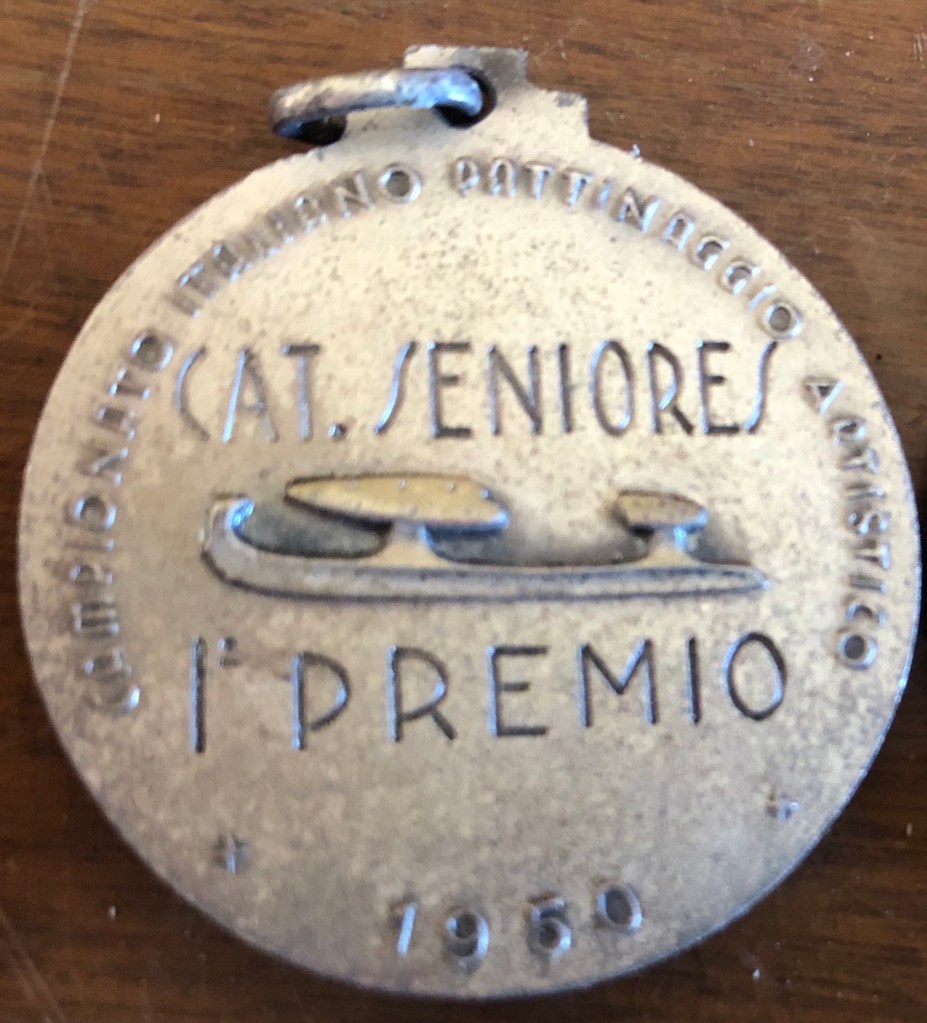 CAMPIONATO ITALIANO PATTINAGGIO ARTISTICO
CAT. SENIORES
1° PREMIO
1950